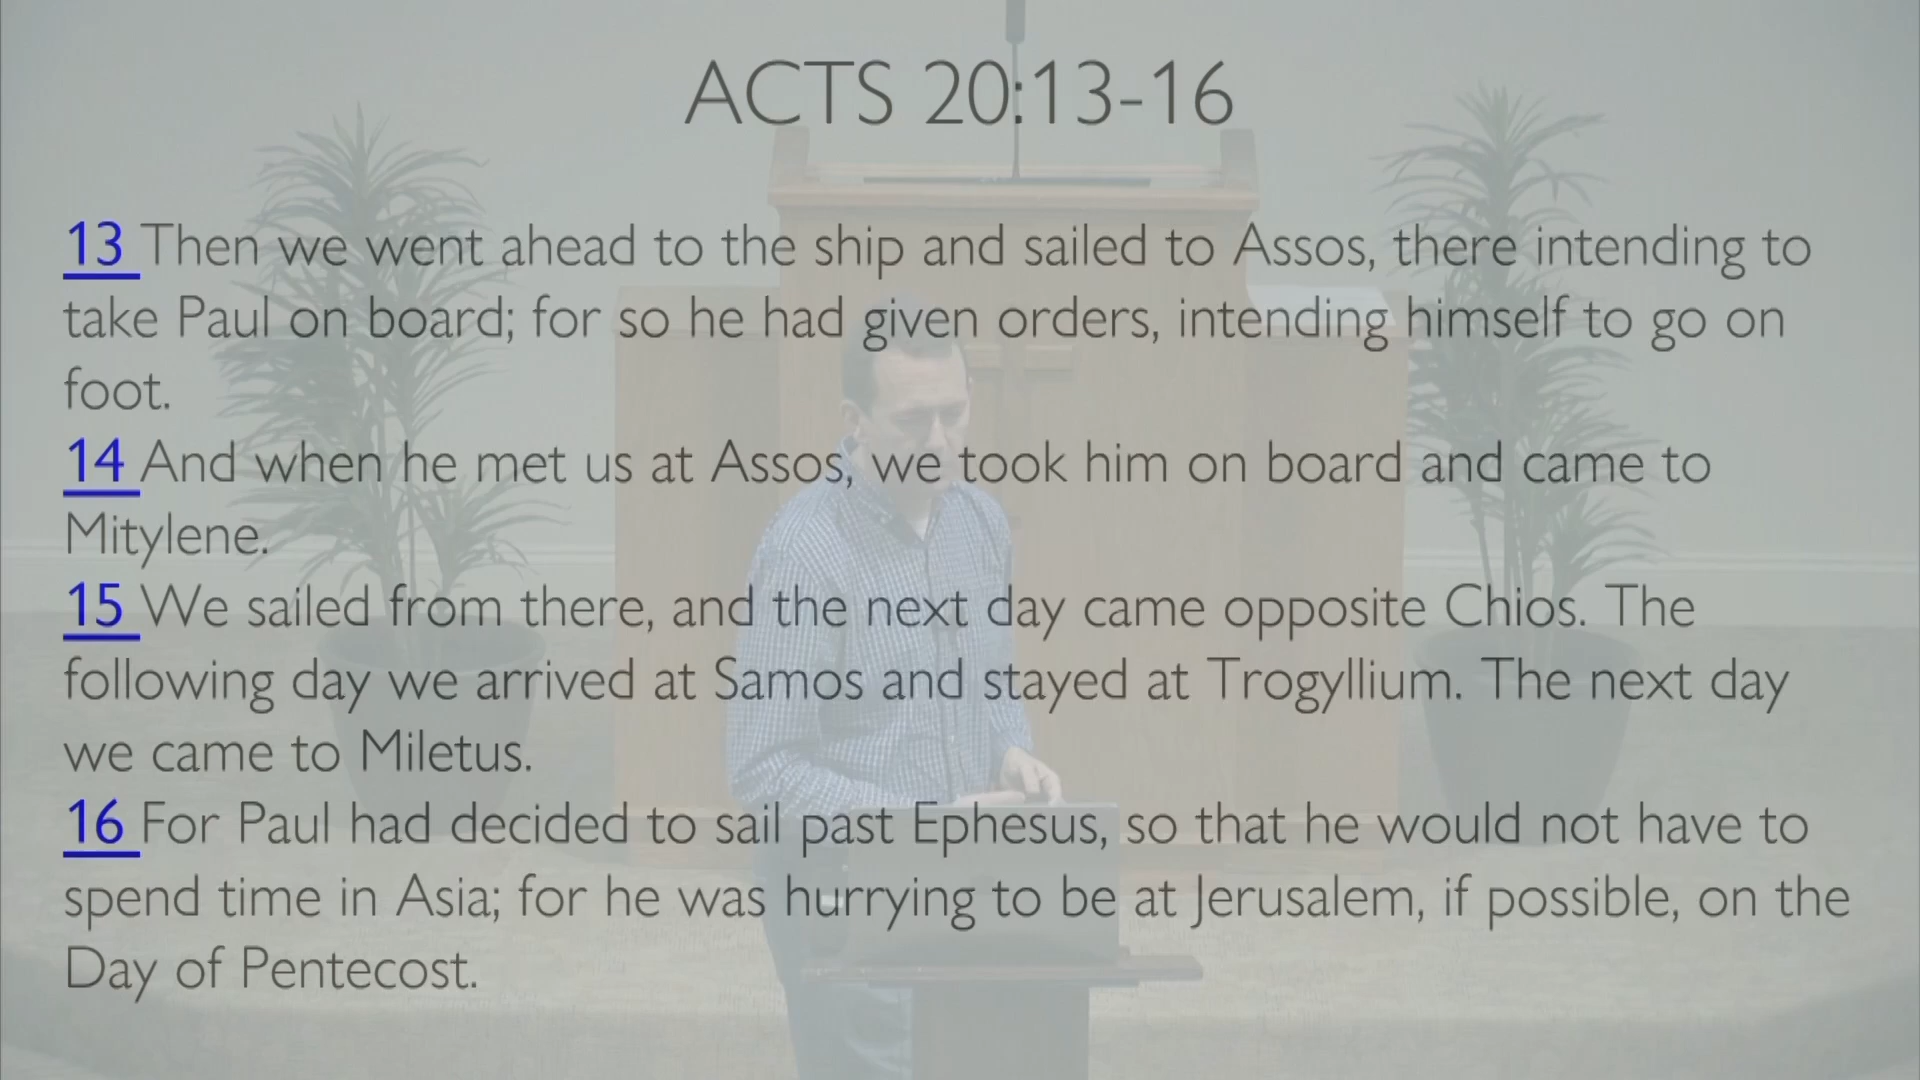 ACTS 20:13-16
13 Then we went ahead to the ship and sailed to Assos, there intending to
take Paul on board; for so he had given orders, intending himself to go on
foot.
14 And when he met us at Assos, we took him on board and came to
Mitylene.
15 We sailed from there, and the next day came opposite Chios. The
following day we arrived at Samos and stayed at Trogyllium. The next day
we came to Miletus.
16 For Paul had decided to sail past Ephesus, so that he would not have to
spend time in Asia; for he was hurrying to be at Jerusalem, if possible, on the
Day of Pentecost.